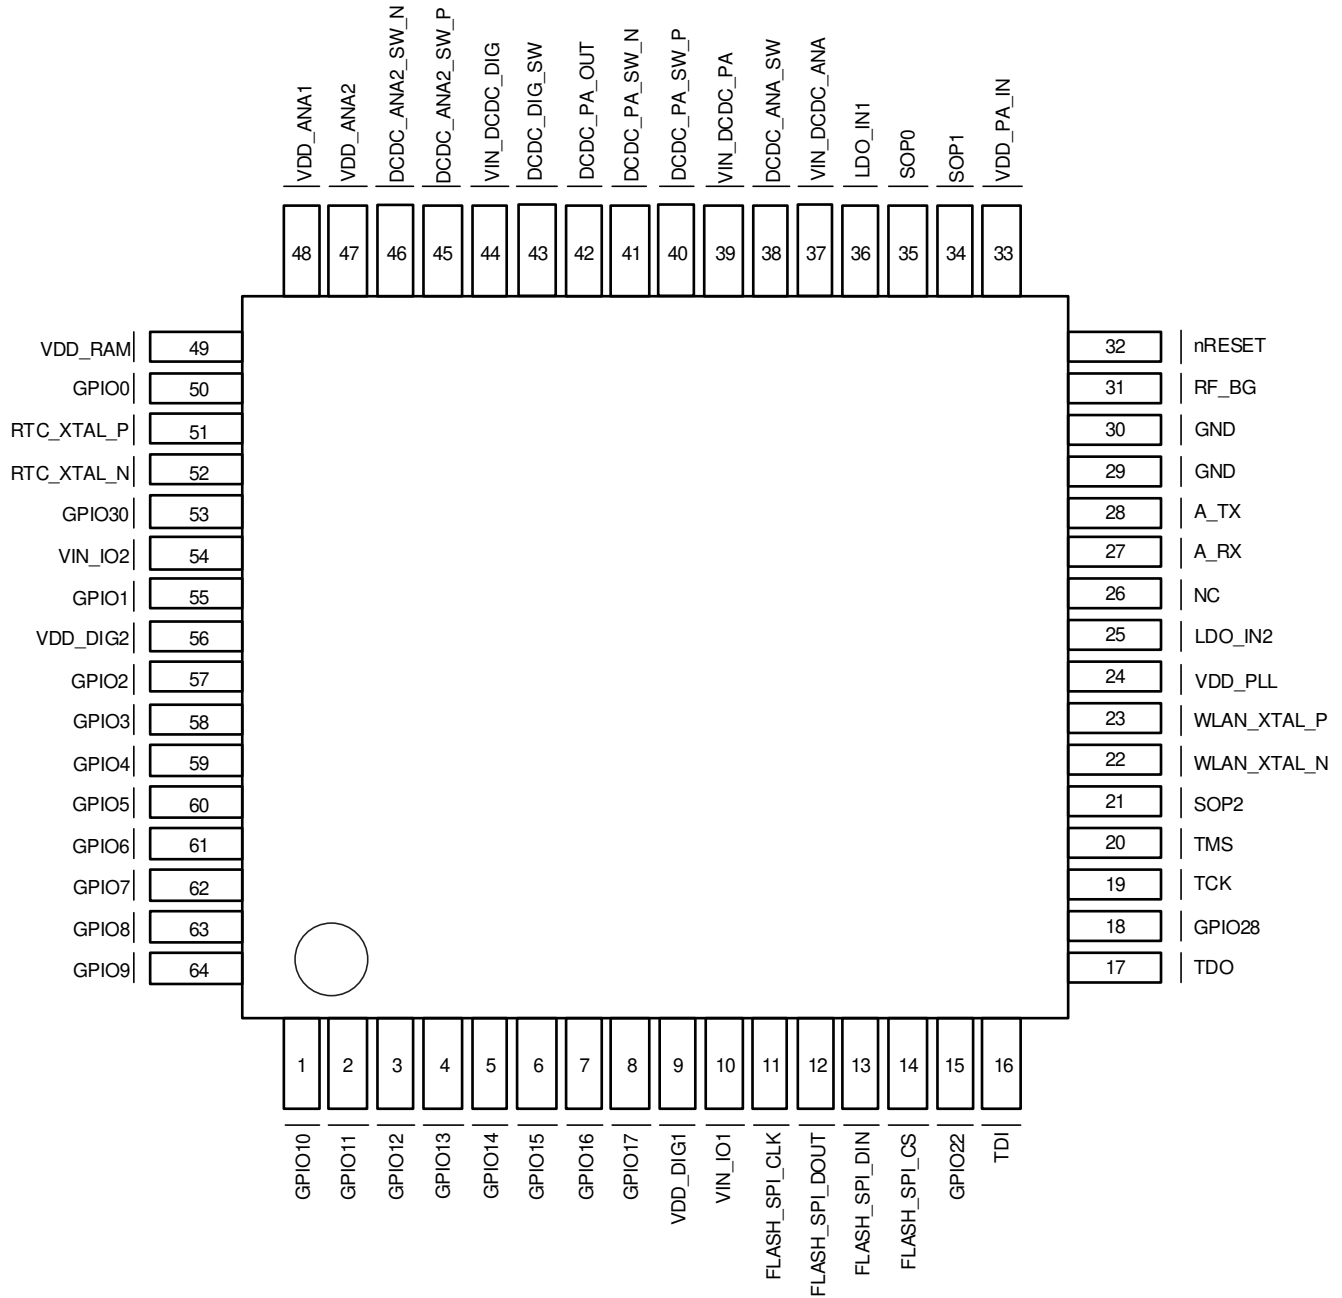 VDD_ANA1
VDD_ANA2
DCDC_ANA2_SW_N
DCDC_ANA2_SW_P
VIN_DCDC_DIG
DCDC_DIG_SW
DCDC_PA_OUT
DCDC_PA_SW_N
DCDC_PA_SW_P
VIN_DCDC_PA
DCDC_ANA_SW
VIN_DCDC_ANA
LDO_IN1
SOP0
SOP1
VDD_PA_IN
48 47 46 45 44 43 42 41 40 39 38 37 36 35 34 33
VDD_RAM 49
GPIO0 50
RTC_XTAL_P 51
RTC_XTAL_N 52
GPIO30 53
VIN_IO2 54
GPIO1 55
VDD_DIG2 56
GPIO2 57
GPIO3 58
GPIO4 59
GPIO5 60
GPIO6 61
GPIO7 62
GPIO8 63
GPIO9 64
32 nRESET
31 RF_BG
30 GND
29 GND
28 A_TX
27 A_RX
26 NC
25 LDO_IN2
24 VDD_PLL
23 WLAN_XTAL_P
22 WLAN_XTAL_N
21 SOP2
20 TMS
19 TCK
18 GPIO28
17 TDO
1 2 3 4 5 6 7 8 9 10 11 12 13 14 15 16
GPIO10
GPIO11
GPIO12
GPIO13
GPIO14
GPIO15
GPIO16
GPIO17
VDD_DIG1
VIN_IO1
FLASH_SPI_CLK
FLASH_SPI_DOUT
FLASH_SPI_DIN
FLASH_SPI_CS
GPIO22
TDI